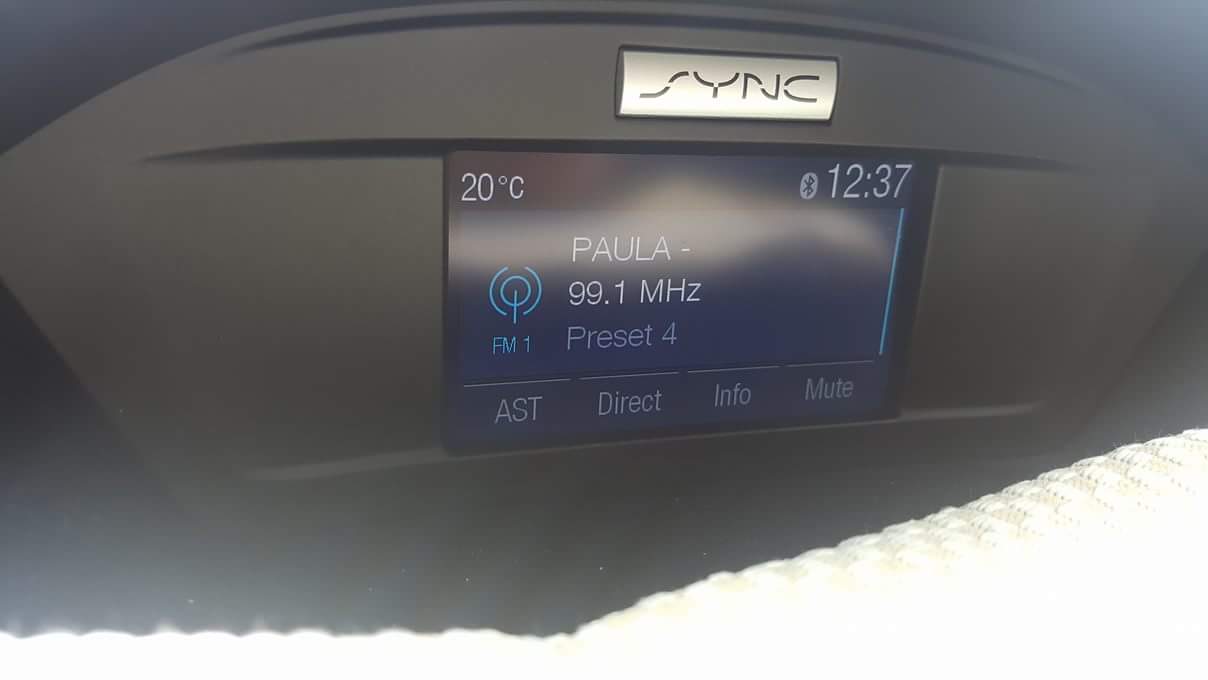 SYNC
20°C 12:37
PAULA -
99.1 MHz
FM 1 Preset 4
AST Direct Info Mute